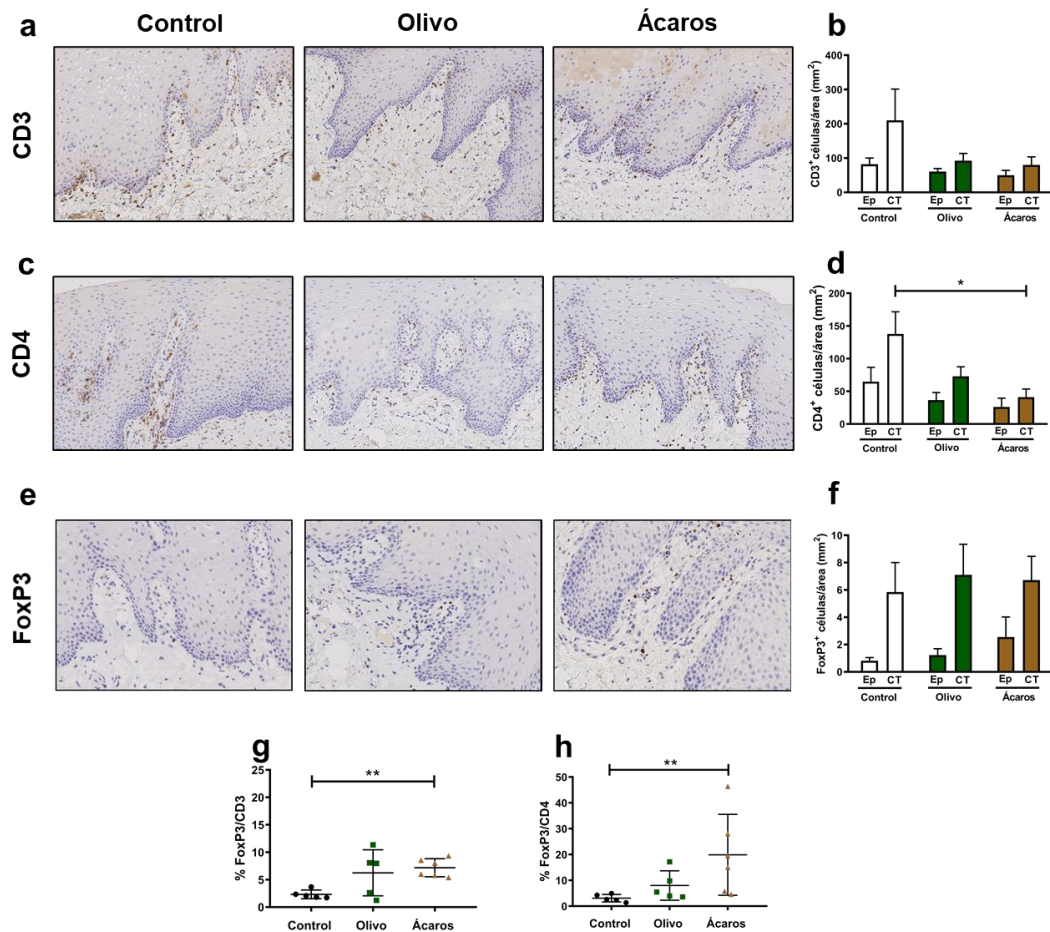 Control Olivo Ácaros
a
CD3
b
CD3⁺células/área (mm²)
400
300
200
100
0
Ep CT Ep CT Ep CT
Control Olivo Ácaros
c
CD4
d
CD4⁺ células/área (mm²)
200
150
100
50
0
*
Ep CT Ep CT Ep CT
Control Olivo Ácaros
e
FoxP3
f
FoxP3⁺ células/área (mm²)
10
8
6
4
2
0
Ep CT Ep CT Ep CT
Control Olivo Ácaros
g
% FoxP3/CD3
25
20
15
10
5
0
**
Control Olivo Ácaros
h
% FoxP3/CD4
50
40
30
20
10
0
**
Control Olivo Ácaros